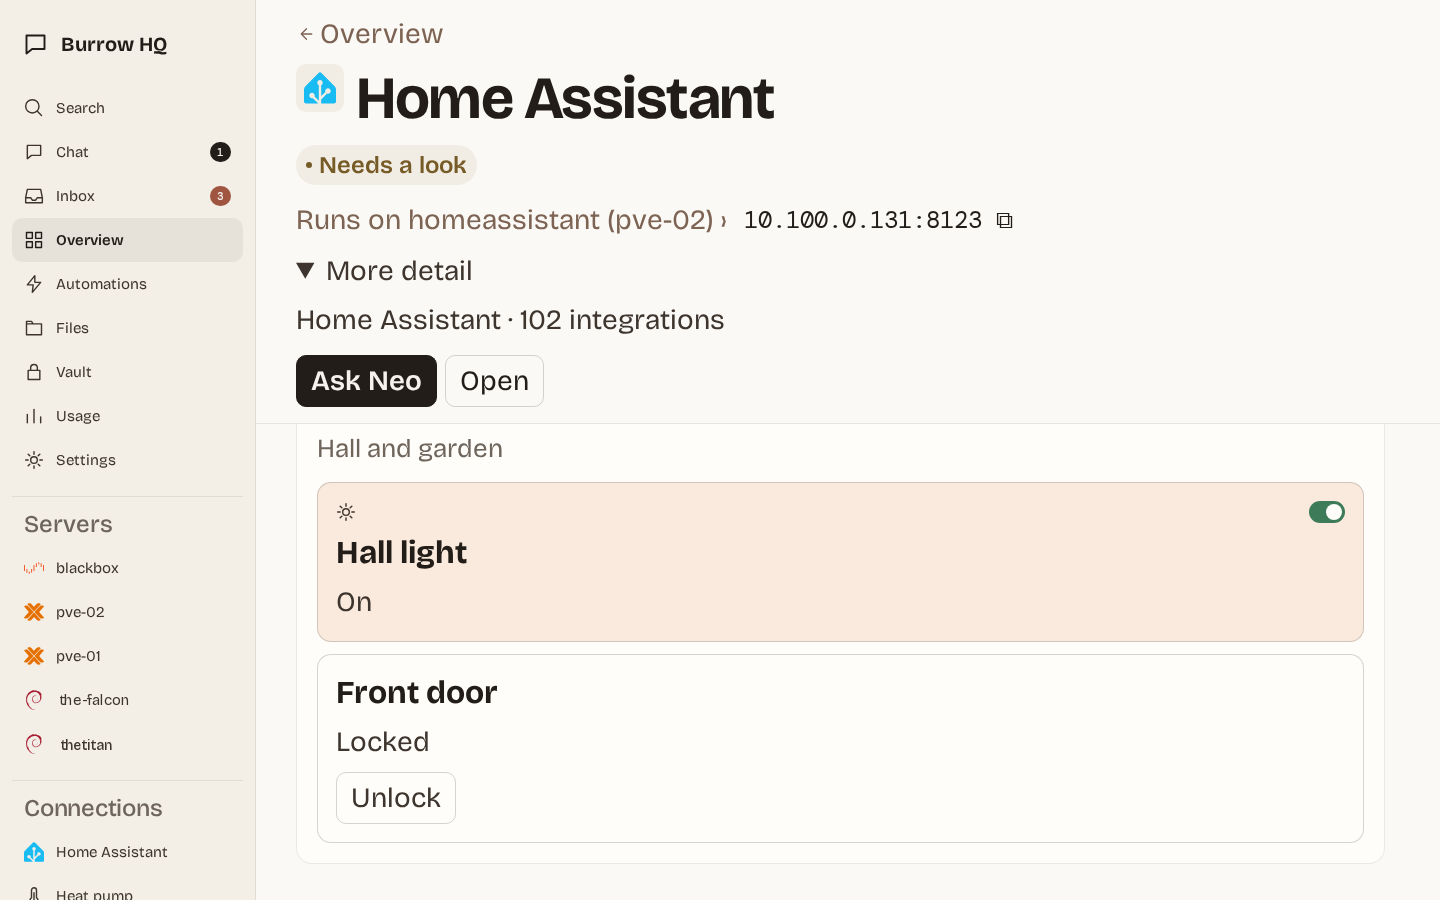 Burrow HQ
Search
Chat 1
Inbox 3
Overview
Automations
Files
Vault
Usage
Settings
Servers
blackbox
pve-02
pve-01
the-falcon
thetitan
Connections
Home Assistant
Heat pump
← Overview
Home Assistant
• Needs a look
Runs on homeassistant (pve-02) › 10.100.0.131:8123
▼ More detail
Home Assistant · 102 integrations
Ask Neo Open
Hall and garden
Hall light
On
Front door
Locked
Unlock